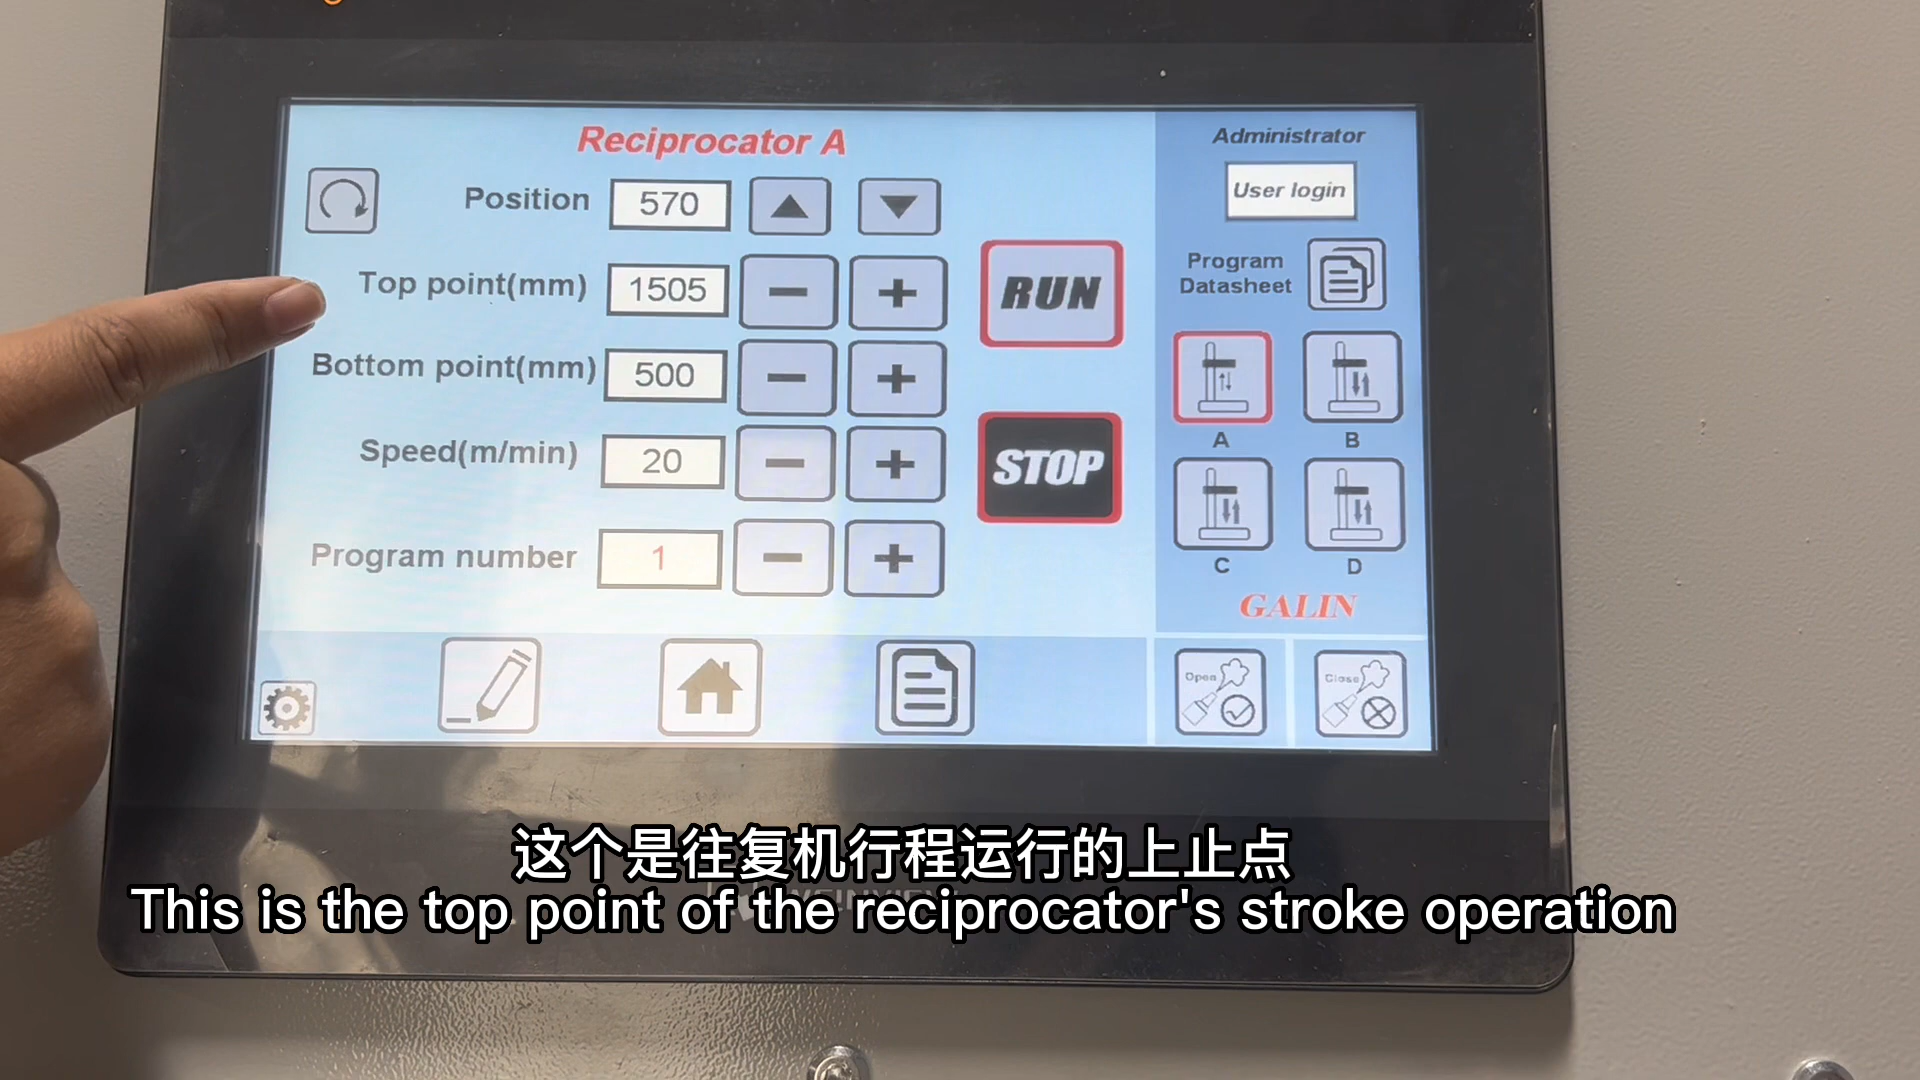 Reciprocator A
Position 570
Top point(mm) 1505 − +
Bottom point(mm) 500 − +
Speed(m/min) 20 − +
Program number 1 − +
RUN
STOP
Administrator
User login
Program
Datasheet
A B
C D
GALIN
Open Close
这个是往复机行程运行的上止点
This is the top point of the reciprocator's stroke operation